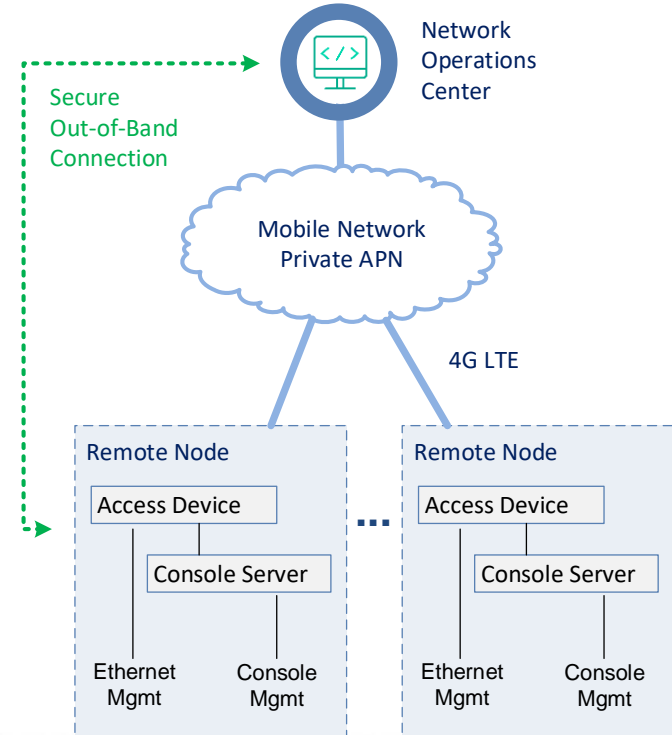 Network
Operations
Center
Secure
Out-of-Band
Connection
</>
Mobile Network
Private APN
4G LTE
Remote Node
Access Device
Console Server
Ethernet
Mgmt
Console
Mgmt
...
Remote Node
Access Device
Console Server
Ethernet
Mgmt
Console
Mgmt